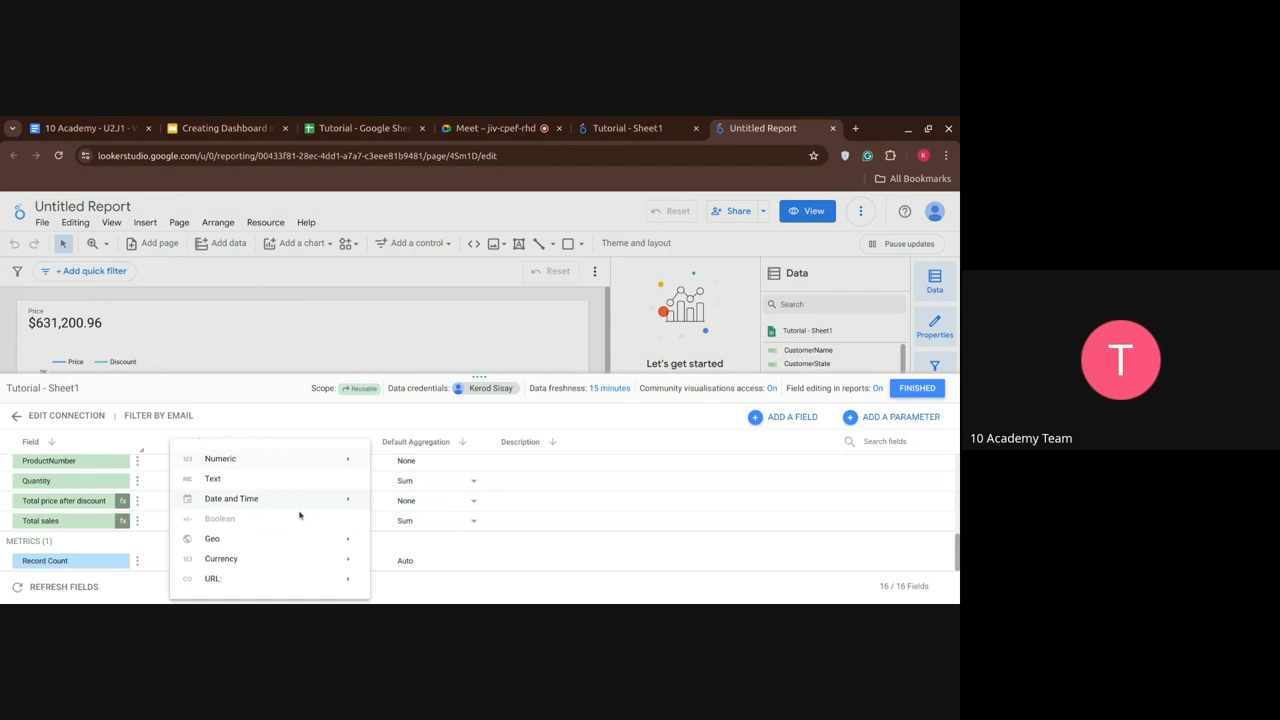 10 Academy - U2J1 - W
Creating Dashboard i
Tutorial - Google She
Meet – jiv-cpef-rhd
Tutorial - Sheet1
Untitled Report
lookerstudio.google.com/u/0/reporting/00433f81-28ec-4dd1-a7a7-c3eee81b9481/page/4Sm1D/edit
K
All Bookmarks
Untitled Report
Reset
Share
View
File
Edit­ing
View
Insert
Page
Arrange
Resource
Help
Add page
Add data
Add a chart
Add a control
Theme and layout
Pause updates
+ Add quick filter
Reset
Data
Data
Search
Price
$631,200.96
Tutorial - Sheet1
Properties
Price
Discount
Let's get started
CustomerName
CustomerState
Tutorial - Sheet1
Scope:
Reusable
Data credentials:
Kerod Sisay
Data freshness: 15 minutes
Community visualisations access: On
Field editing in reports: On
FINISHED
EDIT CONNECTION | FILTER BY EMAIL
ADD A FIELD
ADD A PARAMETER
Field
Default Aggregation
Description
Search fields
ProductNumber
None
Quantity
Sum
Total price after discount
fx
None
Total sales
fx
Sum
METRICS (1)
Record Count
Auto
123 Numeric
ABC Text
Date and Time
Boolean
Geo
123 Currency
URL:
REFRESH FIELDS
16 / 16 Fields
T
10 Academy Team